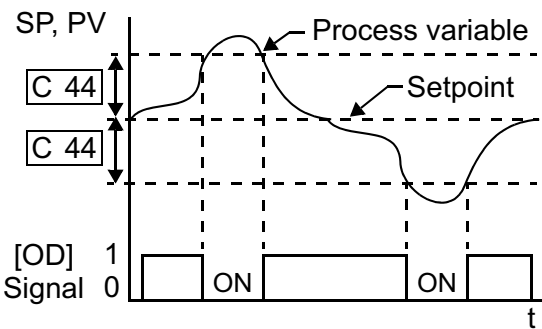 SP, PV
Process variable
C 44
Setpoint
C 44
[OD] 1
Signal 0
ON
ON
t